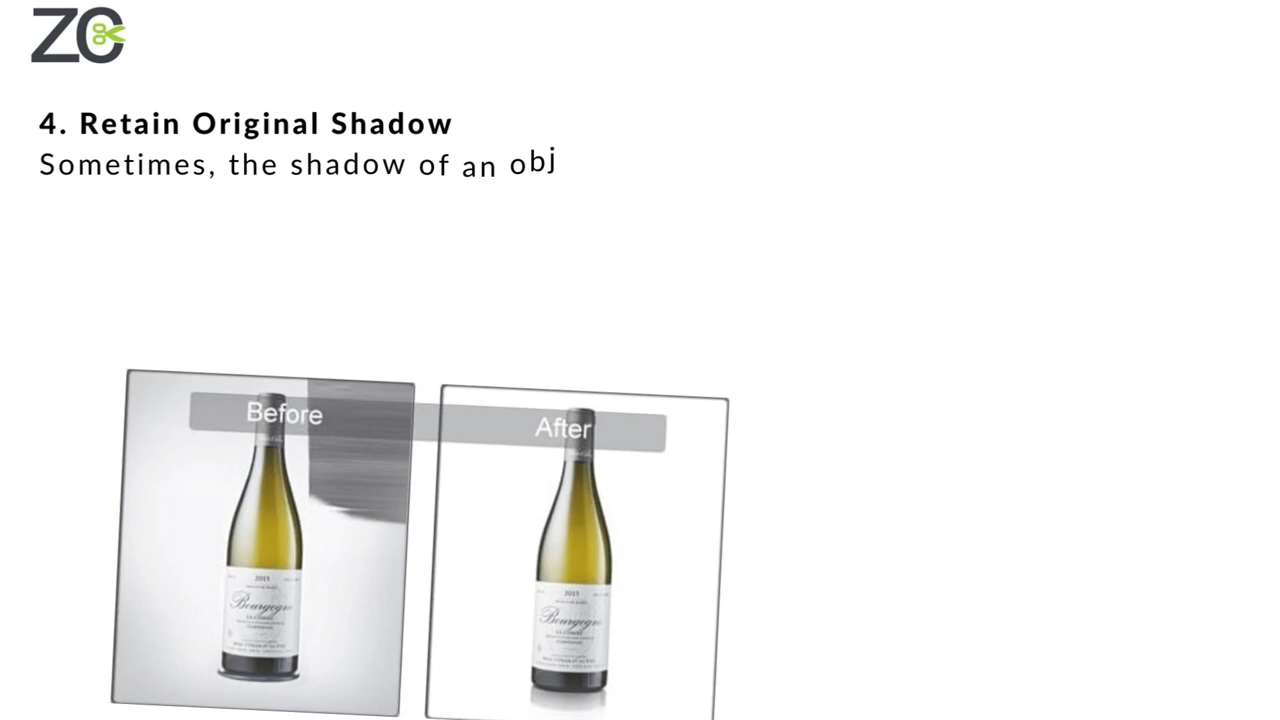 ZC
4. Retain Original Shadow
Sometimes, the shadow of an obj
Before
After
2015
Bourgogne
2015
Bourgogne